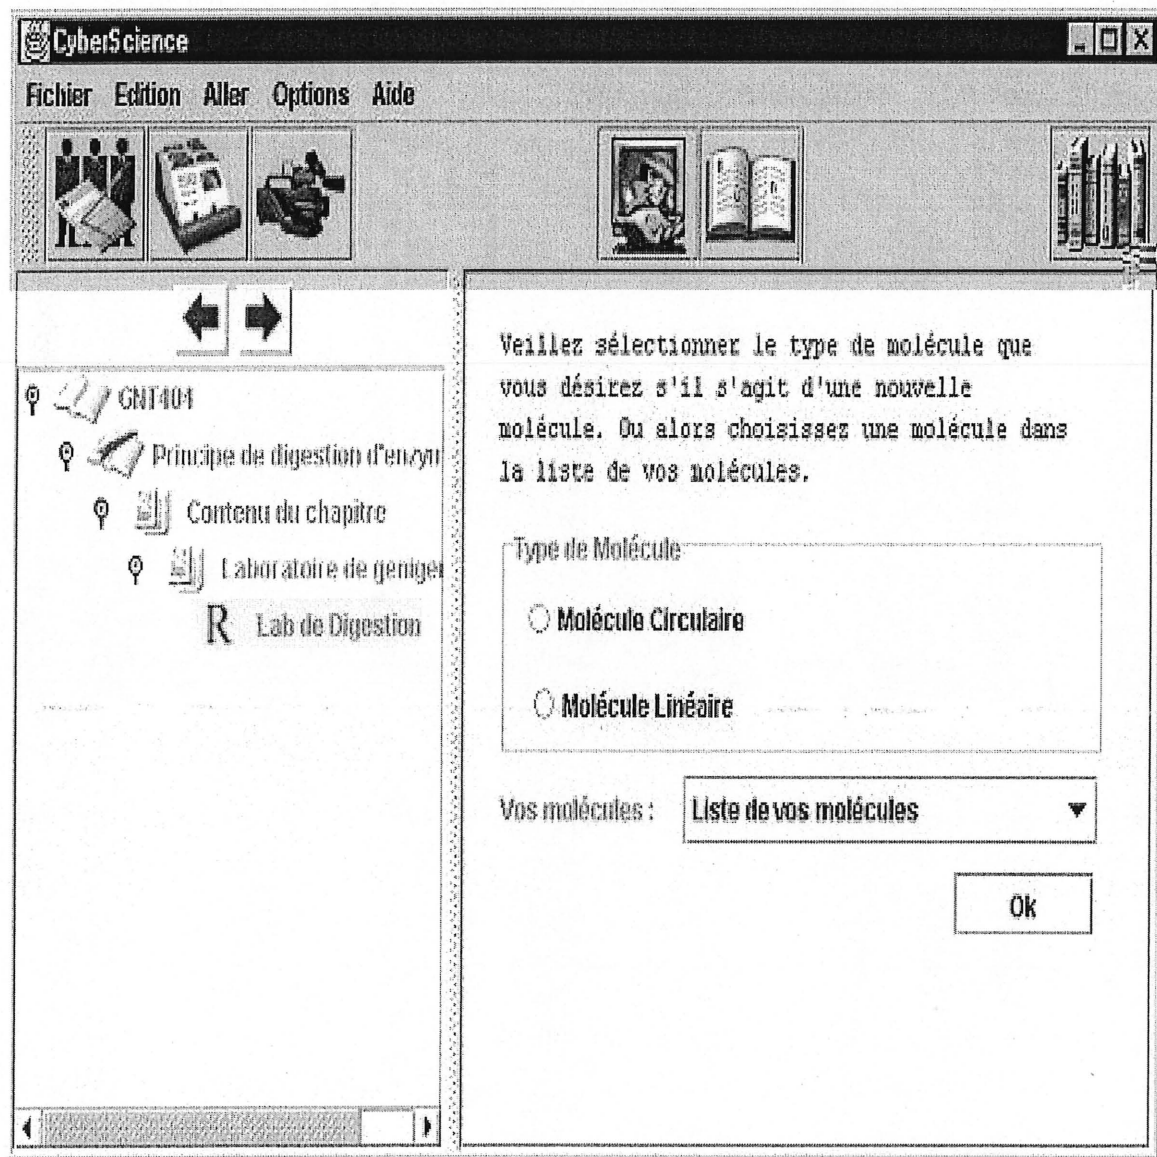 CyberScience
Fichier Edition Aller Options Aide
GNT404
Principe de digestion d'enzyn
Contenu du chapitre
Laboratoire de géniger
R Lab de Digestion
Veillez sélectionner le type de molécule que
vous désirez s'il s'agit d'une nouvelle
molécule. Ou alors choisissez une molécule dans
la liste de vos molécules.
Type de Molécule
Molécule Circulaire
Molécule Linéaire
Vos molécules : Liste de vos molécules
Ok